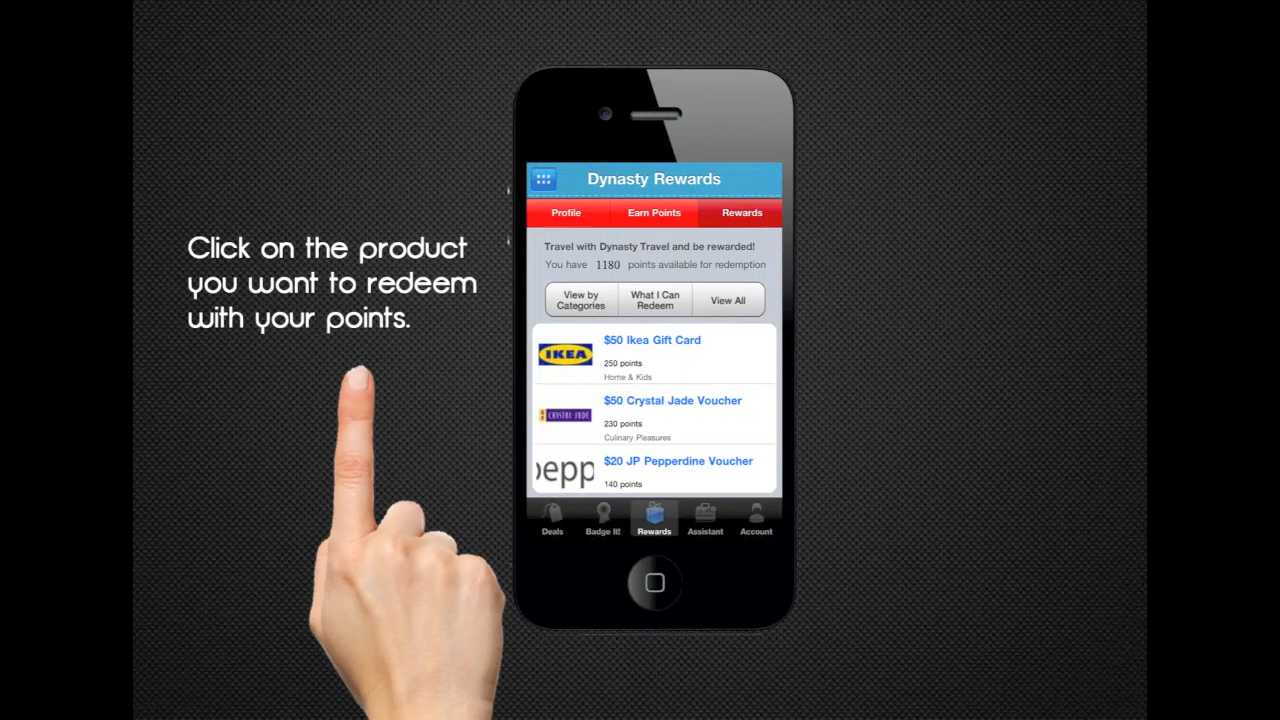 Click on the product
you want to redeem
with your points.
Dynasty Rewards
Profile
Earn Points
Rewards
Travel with Dynasty Travel and be rewarded!
You have 1180 points available for redemption
View by
Categories
What I Can
Redeem
View All
IKEA
$50 Ikea Gift Card
250 points
Home & Kids
CRYSTAL JADE
$50 Crystal Jade Voucher
230 points
Culinary Pleasures
pepp
$20 JP Pepperdine Voucher
140 points
Deals
Badge It!
Rewards
Assistant
Account